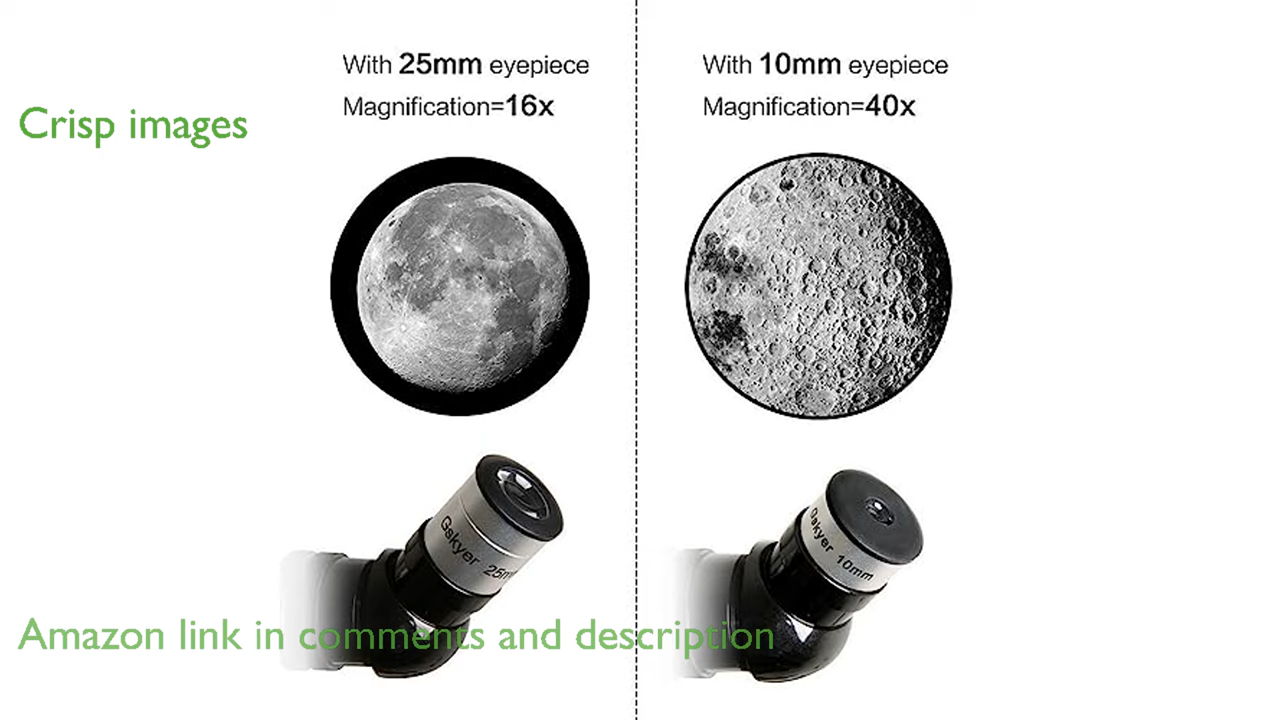 With 25mm eyepiece
Magnification=16x
With 10mm eyepiece
Magnification=40x
Crisp images
Gskyer 25mm
Gskyer 10mm
Amazon link in comments and description